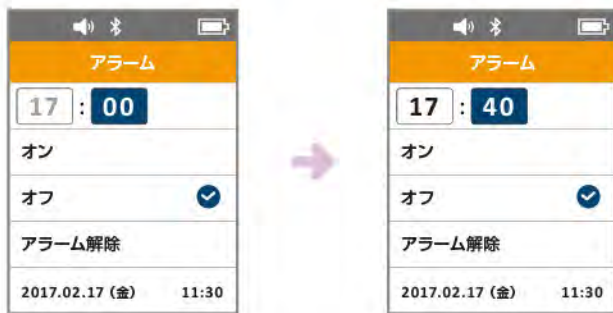 アラーム
17 : 00
オン
オフ
アラーム解除
2017.02.17 (金) 11:30
アラーム
17 : 40
オン
オフ
アラーム解除
2017.02.17 (金) 11:30